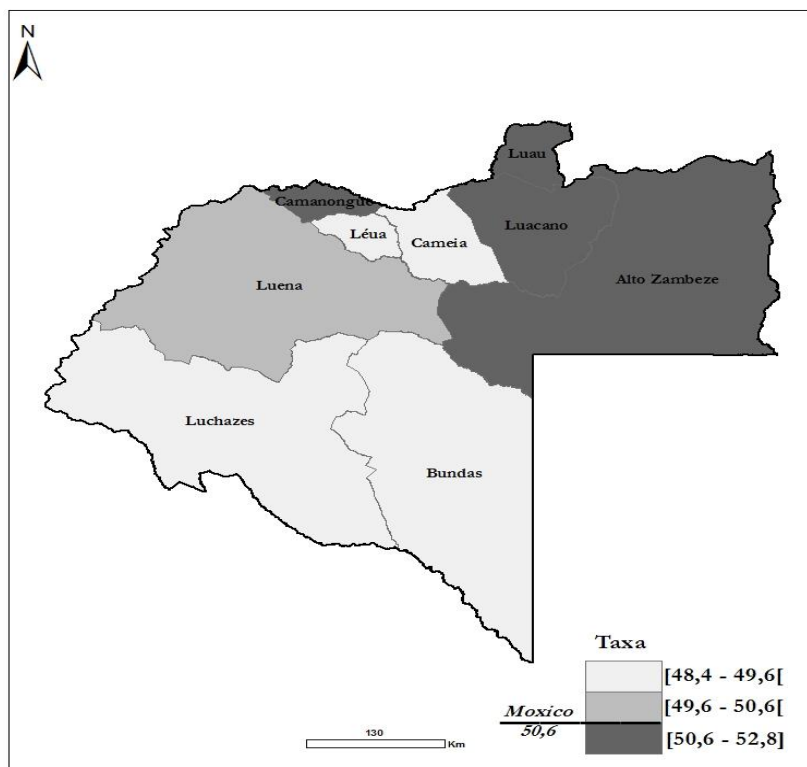 N
Luau
Camanongue
Léua
Cameia
Luacano
Luena
Alto Zambeze
Luchazes
Bundas
Taxa
[48,4 - 49,6[
[49,6 - 50,6[
Moxico
50,6
[50,6 - 52,8]
130
Km